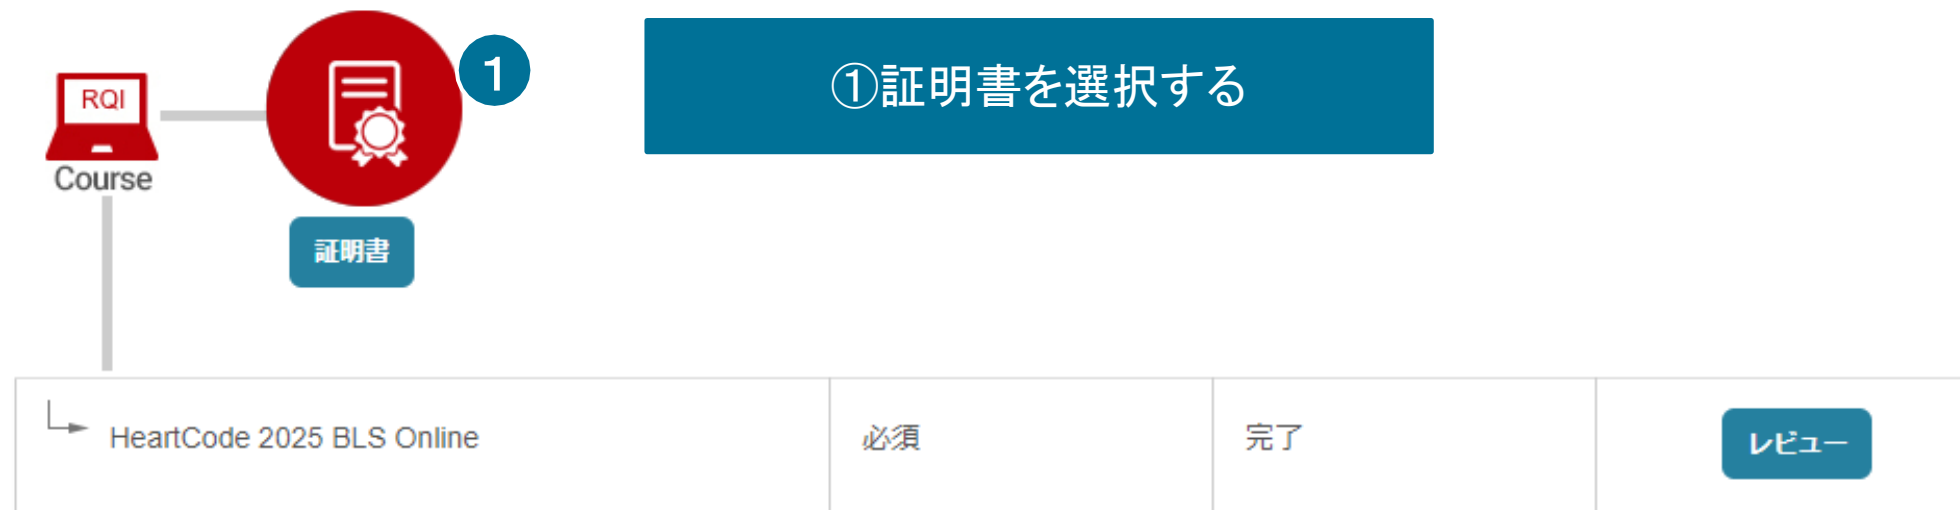 RQI
Course
1
証明書
①証明書を選択する
HeartCode 2025 BLS Online
必須
完了
レビュー